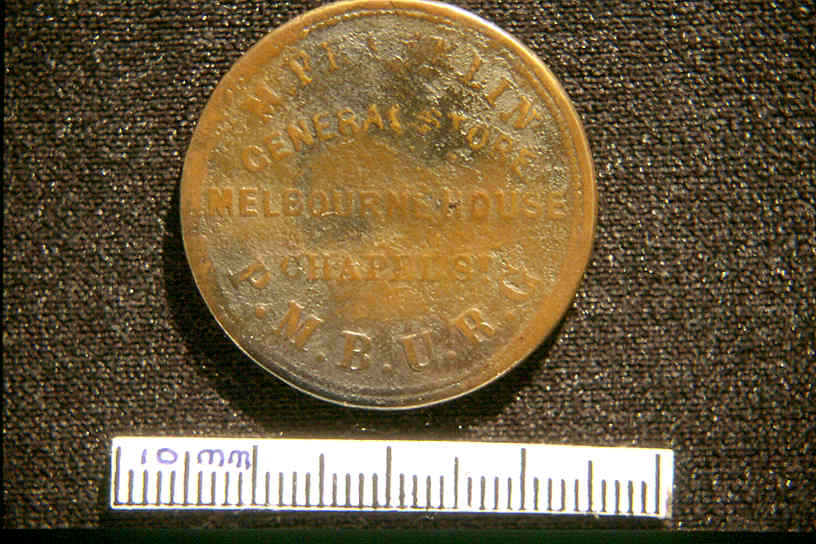 GENERAL STORE
MELBOURNE HOUSE
CHAPEL ST
P.M.B.U.R.G
10 mm